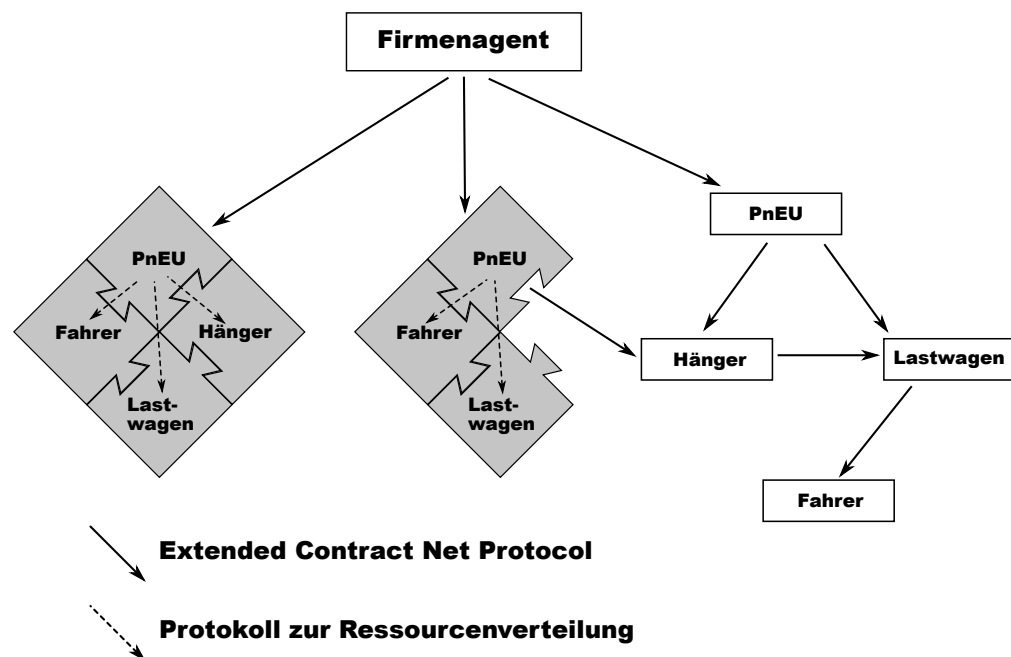 Firmenagent
PnEU
Fahrer
Hänger
Last-
wagen
PnEU
Fahrer
Last-
wagen
PnEU
Hänger
Lastwagen
Fahrer
Extended Contract Net Protocol
Protokoll zur Ressourcenverteilung